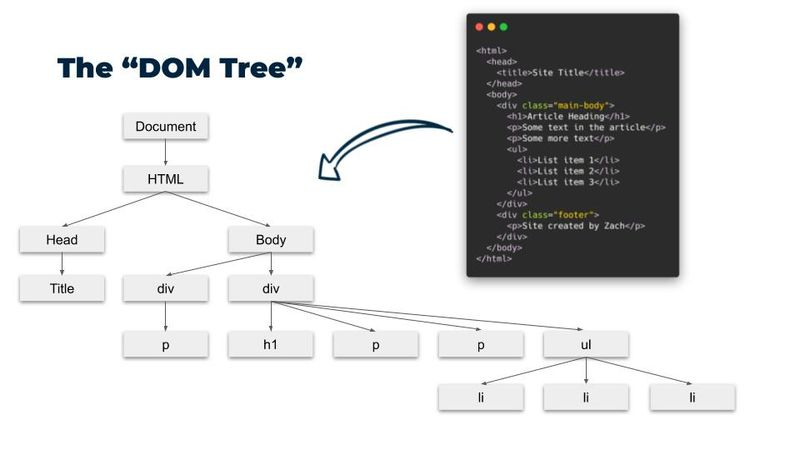 The “DOM Tree”
Document
HTML
Head
Body
Title
div
div
p
h1
p
p
ul
li
li
li
<html>
  <head>
    <title>Site Title</title>
  </head>
  <body>
    <div class="main-body">
      <h1>Article Heading</h1>
      <p>Some text in the article</p>
      <p>Some more text</p>
      <ul>
        <li>List item 1</li>
        <li>List item 2</li>
        <li>List item 3</li>
      </ul>
    </div>
    <div class="footer">
      <p>Site created by Zach</p>
    </div>
  </body>
</html>